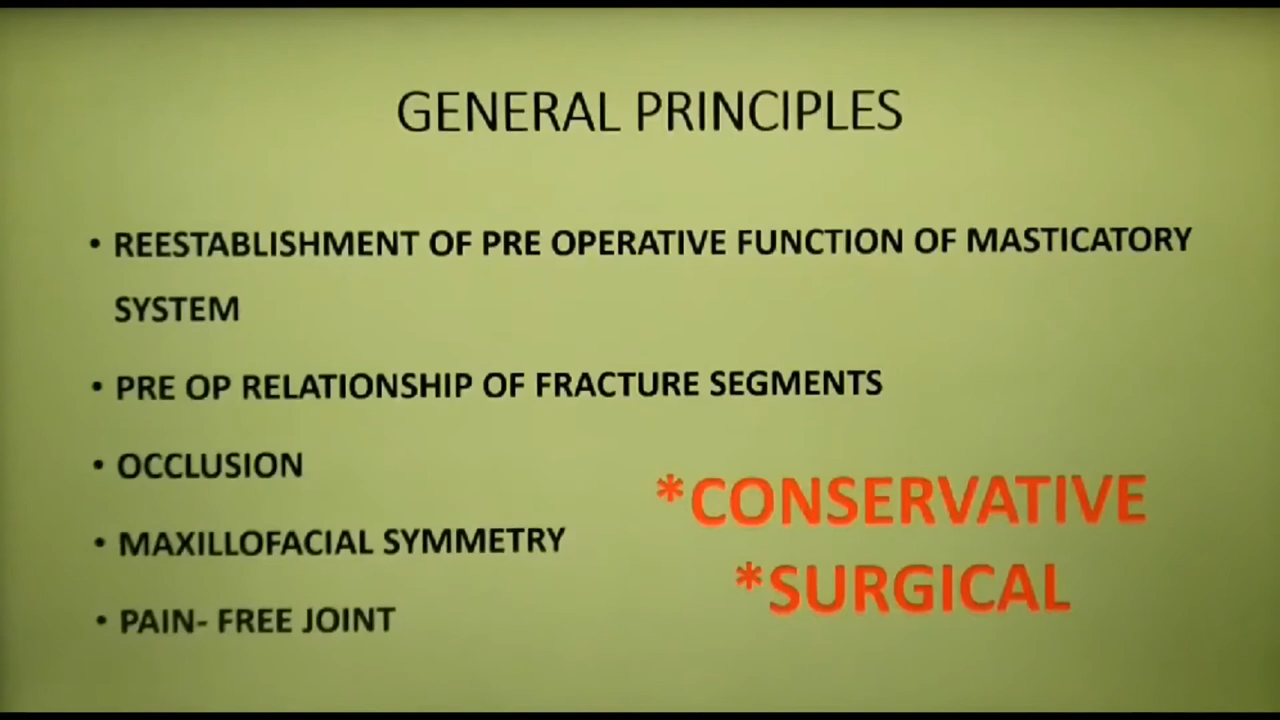 GENERAL PRINCIPLES
• REESTABLISHMENT OF PRE OPERATIVE FUNCTION OF MASTICATORY
SYSTEM
• PRE OP RELATIONSHIP OF FRACTURE SEGMENTS
• OCCLUSION
• MAXILLOFACIAL SYMMETRY
• PAIN- FREE JOINT
*CONSERVATIVE
*SURGICAL